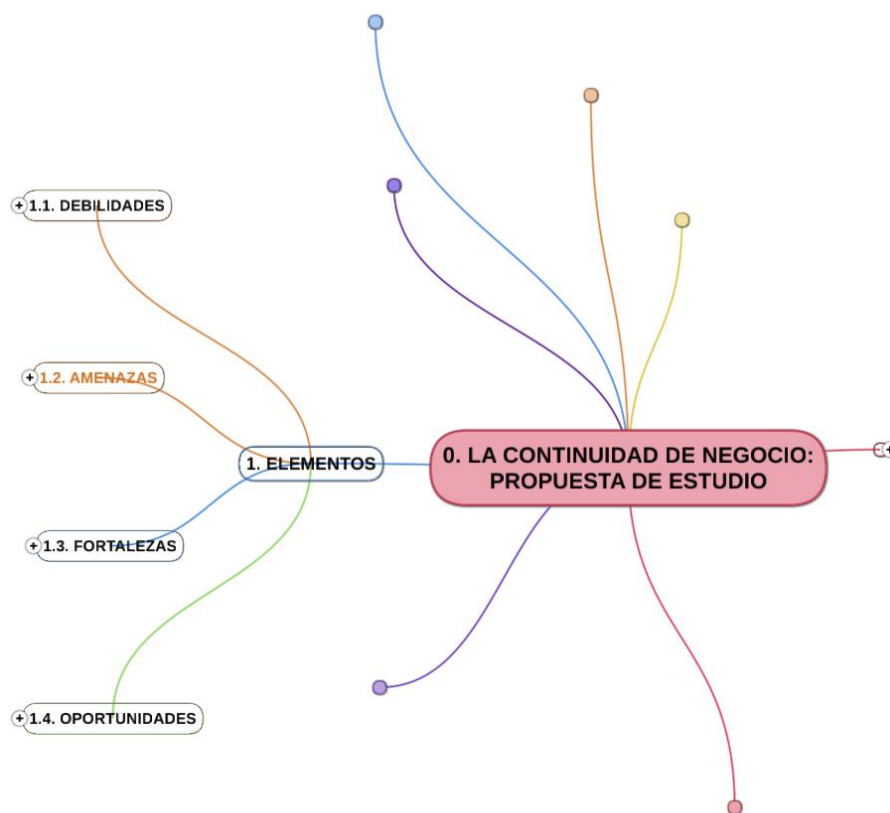 1.1. DEBILIDADES
1.2. AMENAZAS
1. ELEMENTOS
0. LA CONTINUIDAD DE NEGOCIO:
PROPUESTA DE ESTUDIO
1.3. FORTALEZAS
1.4. OPORTUNIDADES